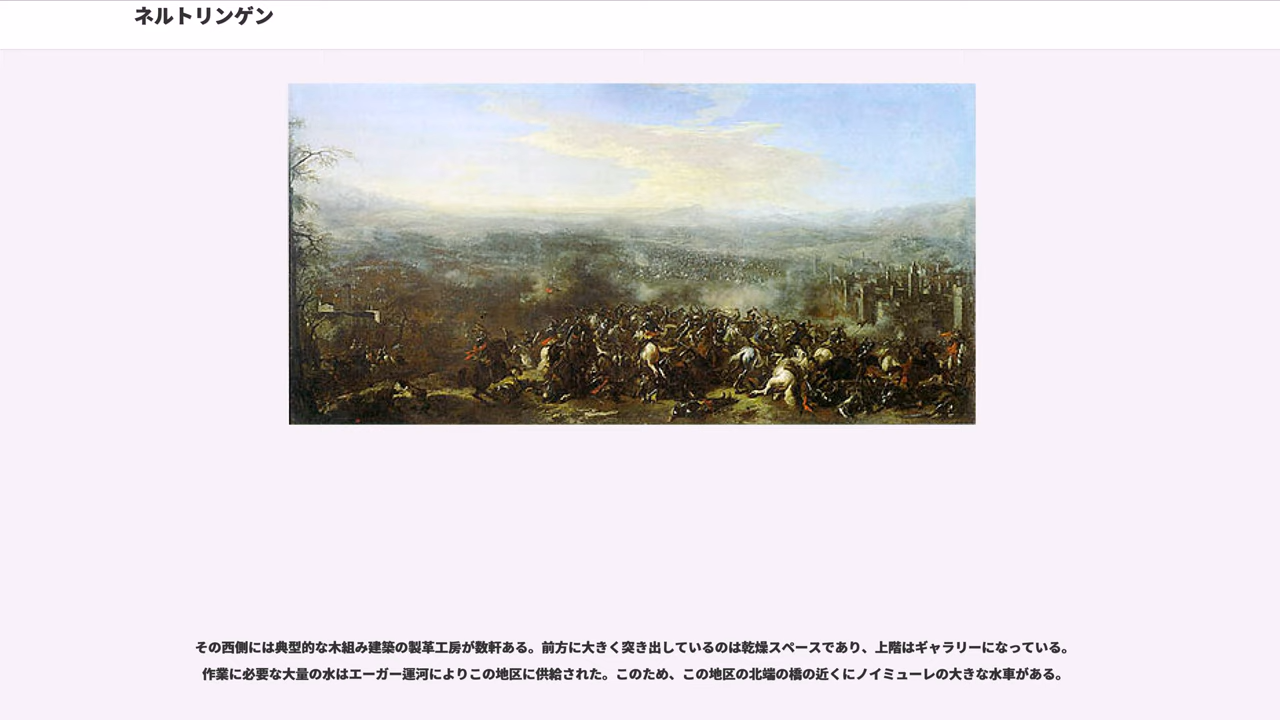 ネルトリンゲン
その西側には典型的な木組み建築の製革工房が数軒ある。前方に大きく突き出しているのは乾燥スペースであり、上階はギャラリーになっている。
作業に必要な大量の水はエーガー運河によりこの地区に供給された。このため、この地区の北端の橋の近くにノイミューレの大きな水車がある。